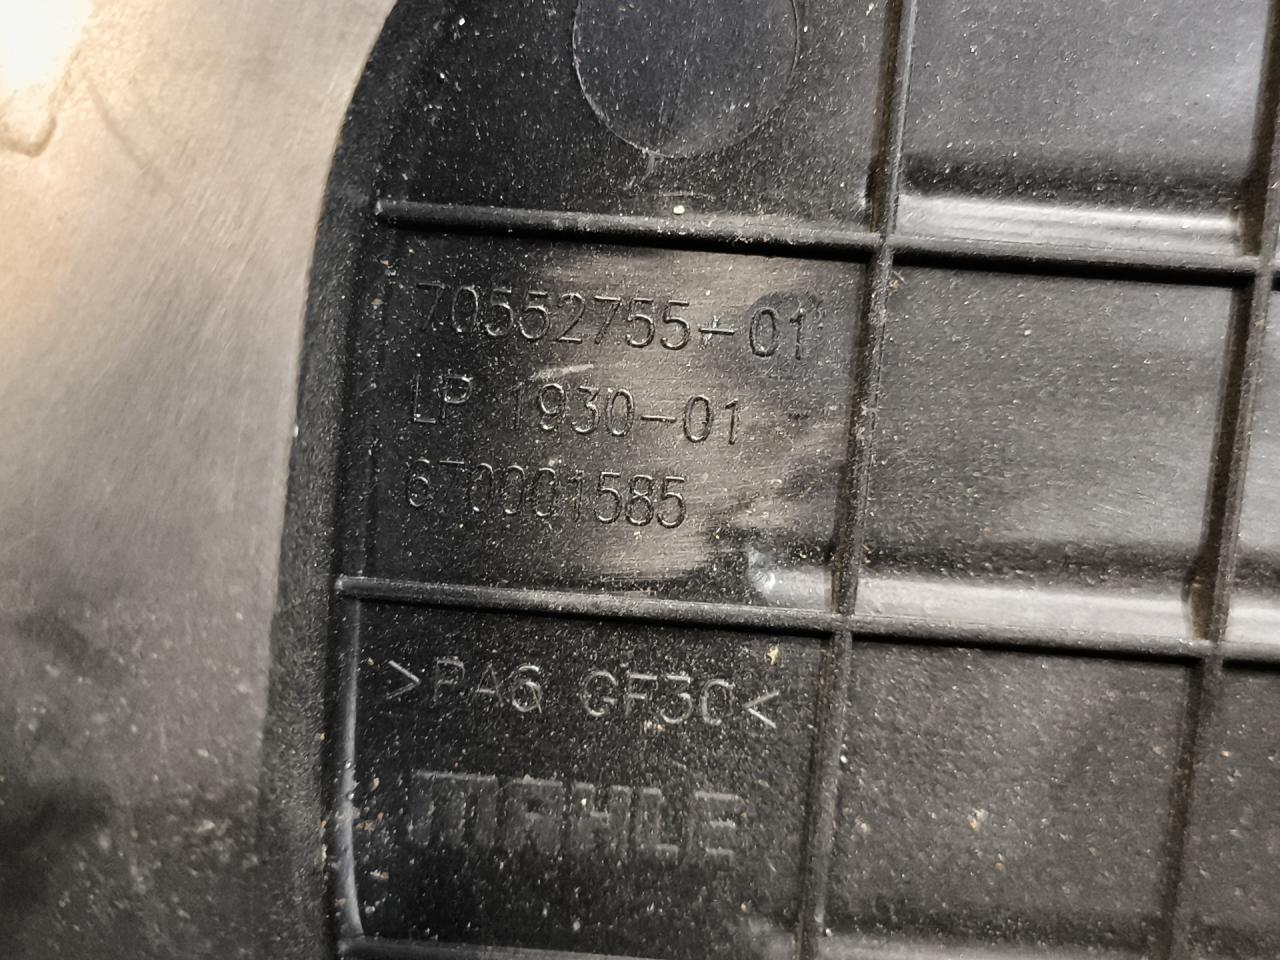 70552755-01
LP 1930-01
670001585
>PA6 GF30<
MAHLE